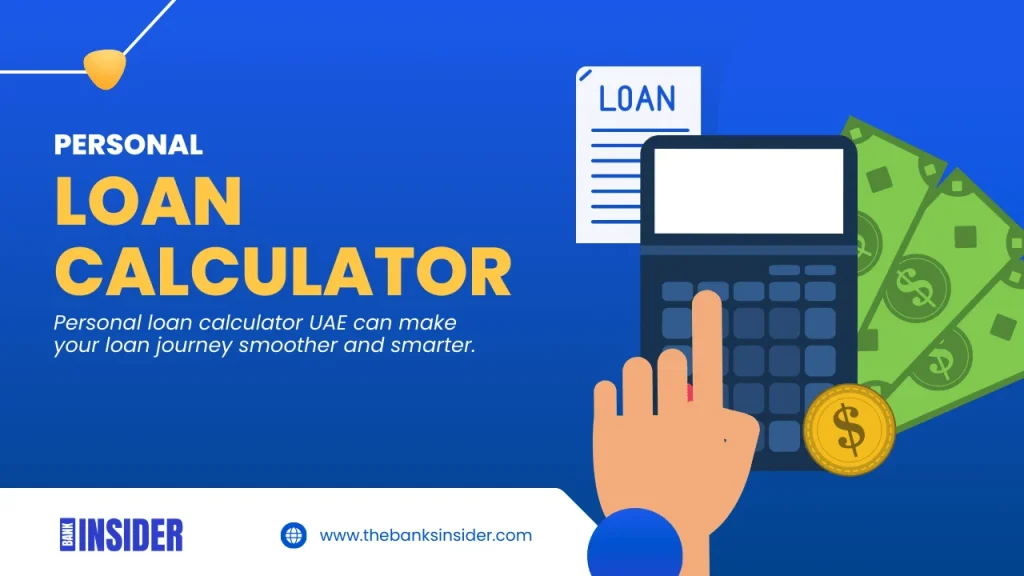 PERSONAL
LOAN
CALCULATOR
Personal loan calculator UAE can make
your loan journey smoother and smarter.
LOAN
$
$
$
BANK INSIDER
www.thebanksinsider.com